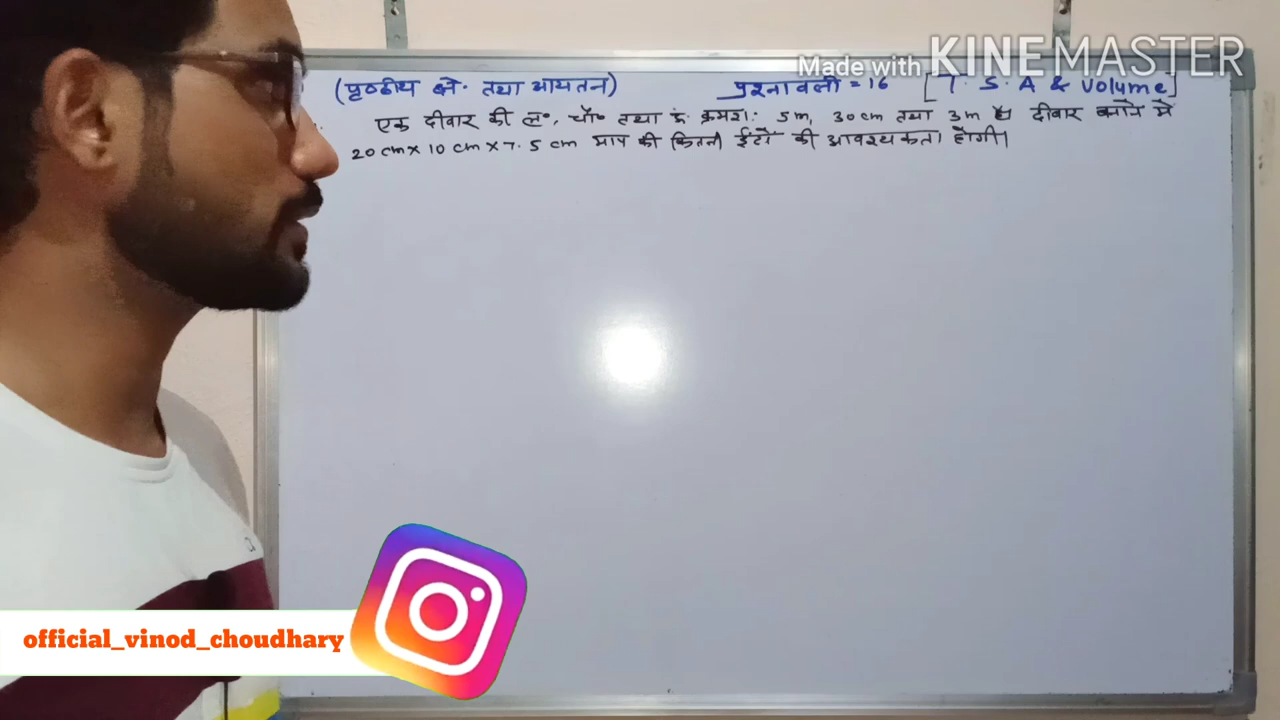 Made with KINEMASTER
(पृष्ठीय क्षे॰ तथा आयतन) प्रश्नावली = 16 [T. S. A & Volume]
एक दीवार की ल॰, चौ॰ तथा ऊं क्रमशः 5m, 30cm तथा 3m है दीवार बनाने मे
20 cm x 10 cm x 7.5 cm माप की कितनी ईंटों की आवश्यकता होगी।
official_vinod_choudhary